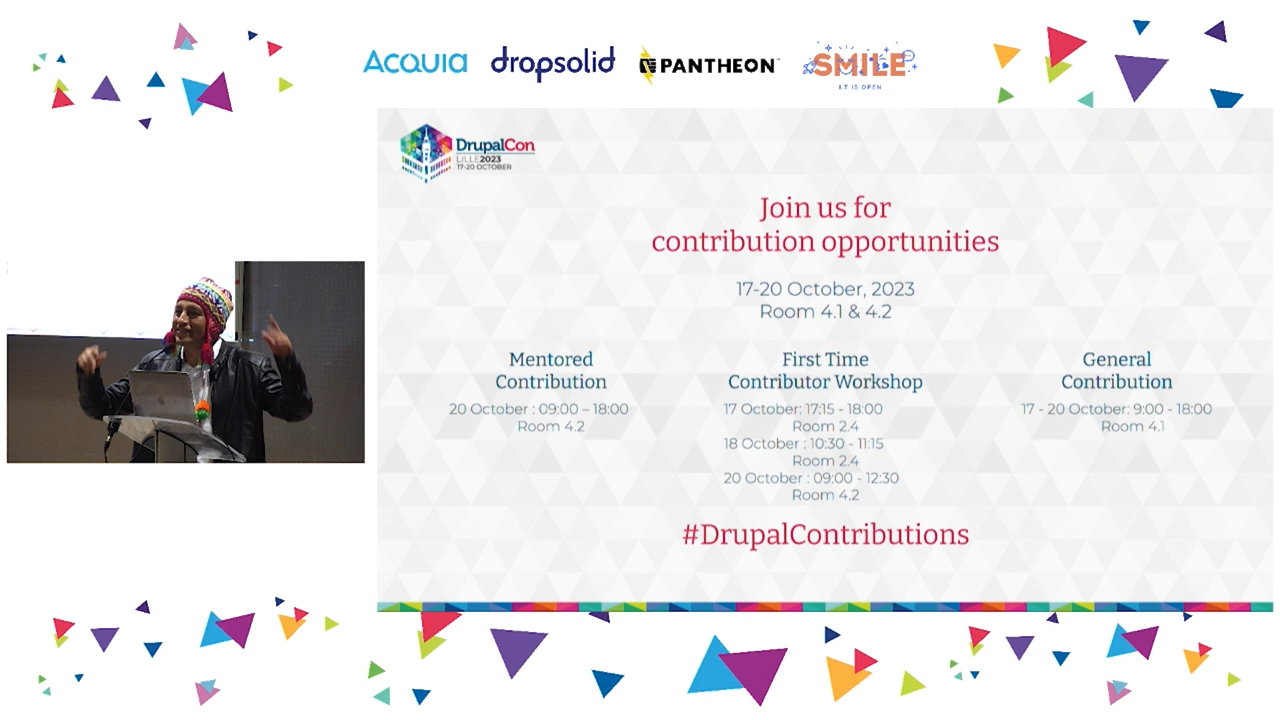 ACQUIA
dropsolid
PANTHEON
SMILE
I.T IS OPEN
DrupalCon
LILLE2023
17-20 OCTOBER
Join us for
contribution opportunities
17-20 October, 2023
Room 4.1 & 4.2
Mentored
Contribution
20 October : 09:00 – 18:00
Room 4.2
First Time
Contributor Workshop
17 October: 17:15 - 18:00
Room 2.4
18 October : 10:30 - 11:15
Room 2.4
20 October : 09:00 - 12:30
Room 4.2
General
Contribution
17 - 20 October: 9:00 - 18:00
Room 4.1
#DrupalContributions